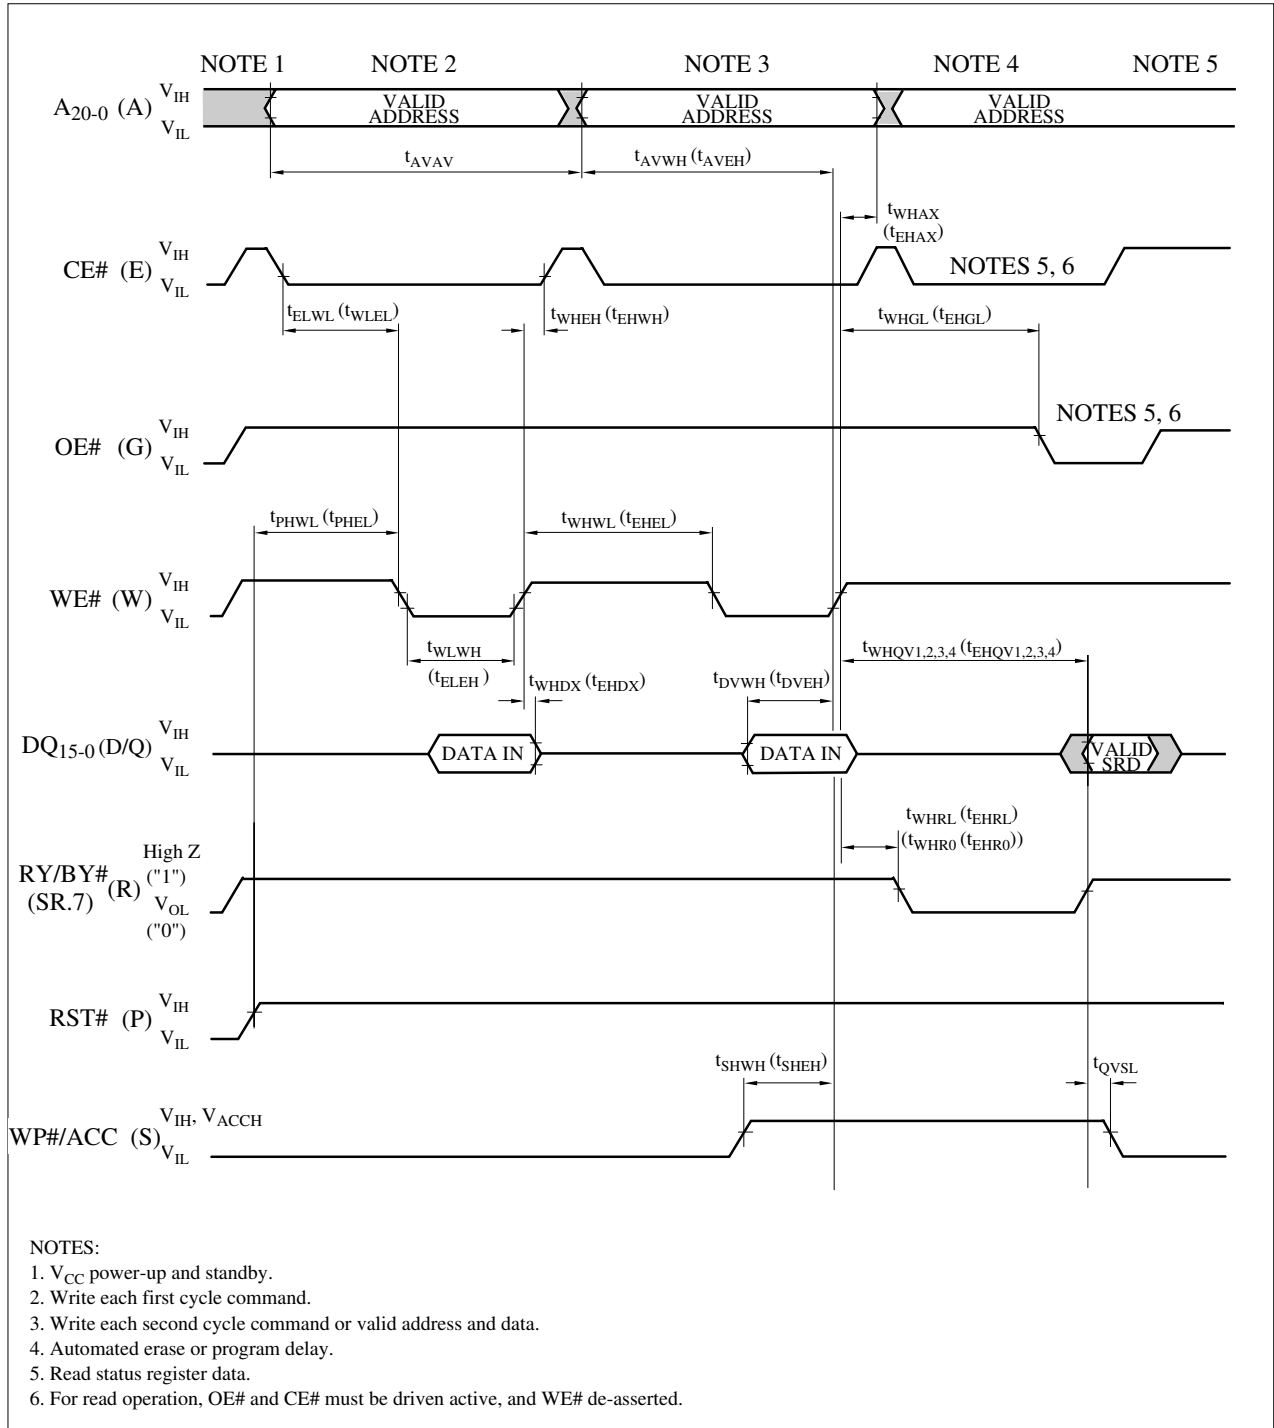 NOTE 1 NOTE 2 NOTE 3 NOTE 4 NOTE 5
A20-0 (A) VIH
VIL
VALID
ADDRESS
VALID
ADDRESS
VALID
ADDRESS
tAVAV
tAVWH (tAVEH)
tWHAX
(tEHAX)
CE# (E) VIH
VIL
NOTES 5, 6
tELWL (tWLEL)
tWHEH (tEHWH)
tWHGL (tEHGL)
OE# (G) VIH
VIL
NOTES 5, 6
tPHWL (tPHEL)
tWHWL (tEHEL)
WE# (W) VIH
VIL
tWLWH
(tELEH )
tWHDX (tEHDX)
tDVWH (tDVEH)
tWHQV1,2,3,4 (tEHQV1,2,3,4)
DQ15-0 (D/Q) VIH
VIL
DATA IN
DATA IN
VALID
SRD
tWHRL (tEHRL)
(tWHR0 (tEHR0))
RY/BY#
(SR.7)
(R)
High Z
("1")
VOL
("0")
RST# (P) VIH
VIL
tSHWH (tSHEH)
tQVSL
WP#/ACC (S) VIH, VACCH
VIL
NOTES:
1. VCC power-up and standby.
2. Write each first cycle command.
3. Write each second cycle command or valid address and data.
4. Automated erase or program delay.
5. Read status register data.
6. For read operation, OE# and CE# must be driven active, and WE# de-asserted.